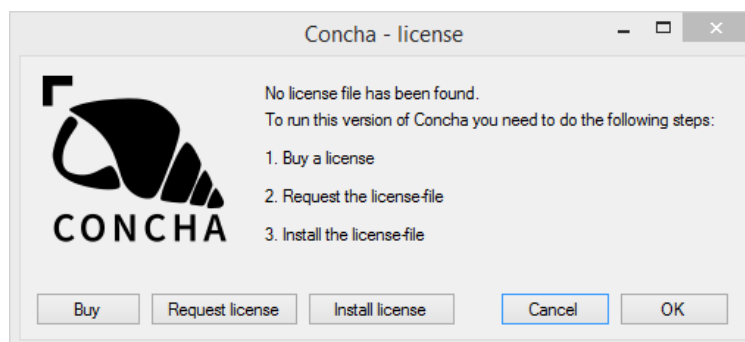 Concha - license
No license file has been found.
To run this version of Concha you need to do the following steps:
1. Buy a license
2. Request the license-file
3. Install the license-file
CONCHA
Buy
Request license
Install license
Cancel
OK